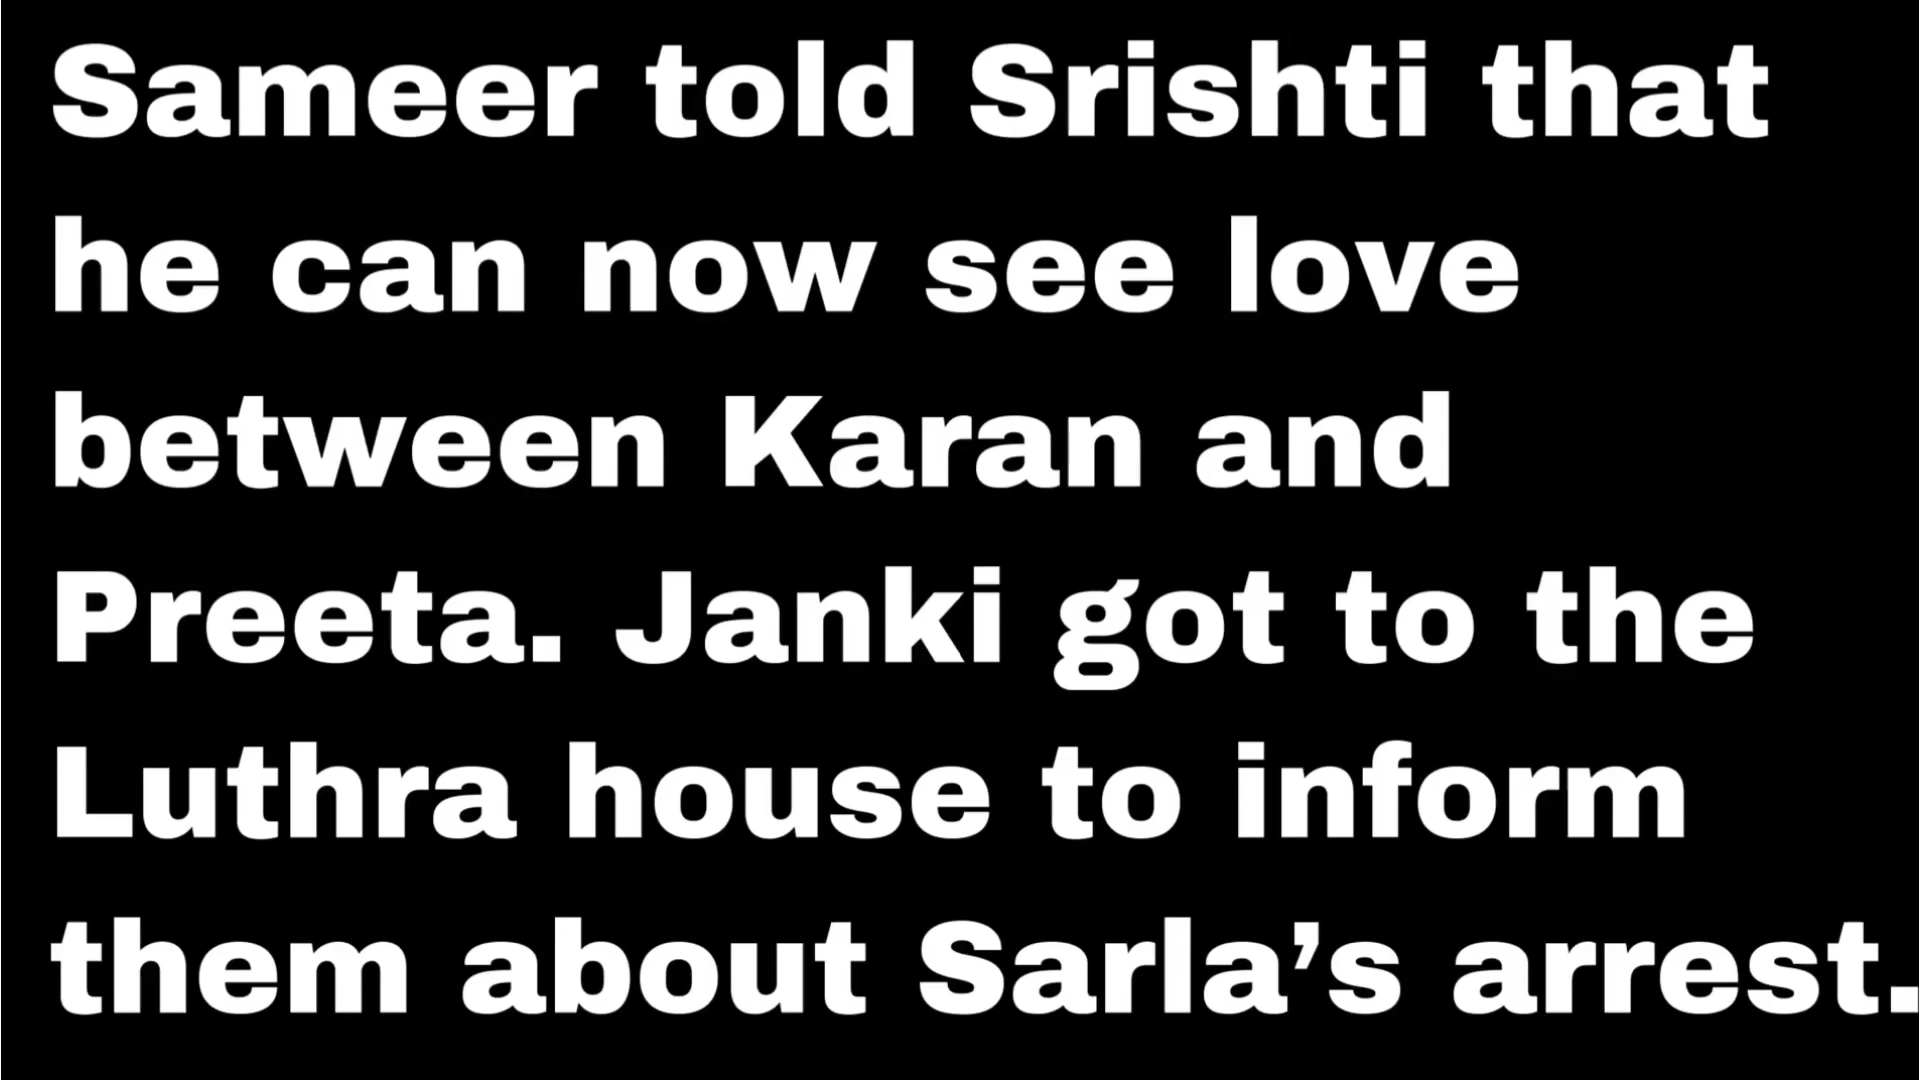 Sameer told Srishti that
he can now see love
between Karan and
Preeta. Janki got to the
Luthra house to inform
them about Sarla’s arrest.